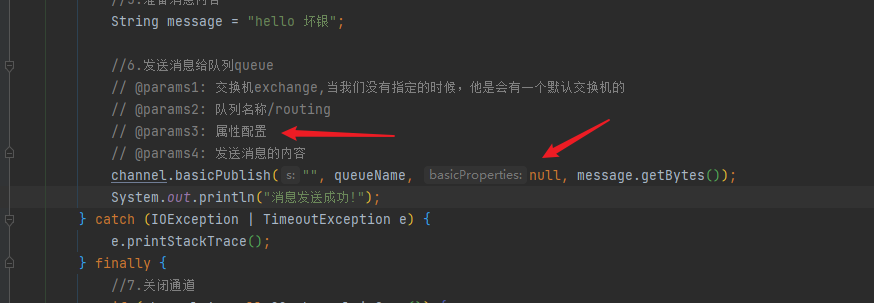 //5.准备消息内容
String message = "hello 坏银";
//6.发送消息给队列queue
// @params1: 交换机exchange,当我们没有指定的时候，他是会有一个默认交换机的
// @params2: 队列名称/routing
// @params3: 属性配置
// @params4: 发送消息的内容
channel.basicPublish( s: "", queueName, basicProperties: null, message.getBytes());
System.out.println("消息发送成功!");
} catch (IOException | TimeoutException e) {
e.printStackTrace();
} finally {
//7.关闭通道